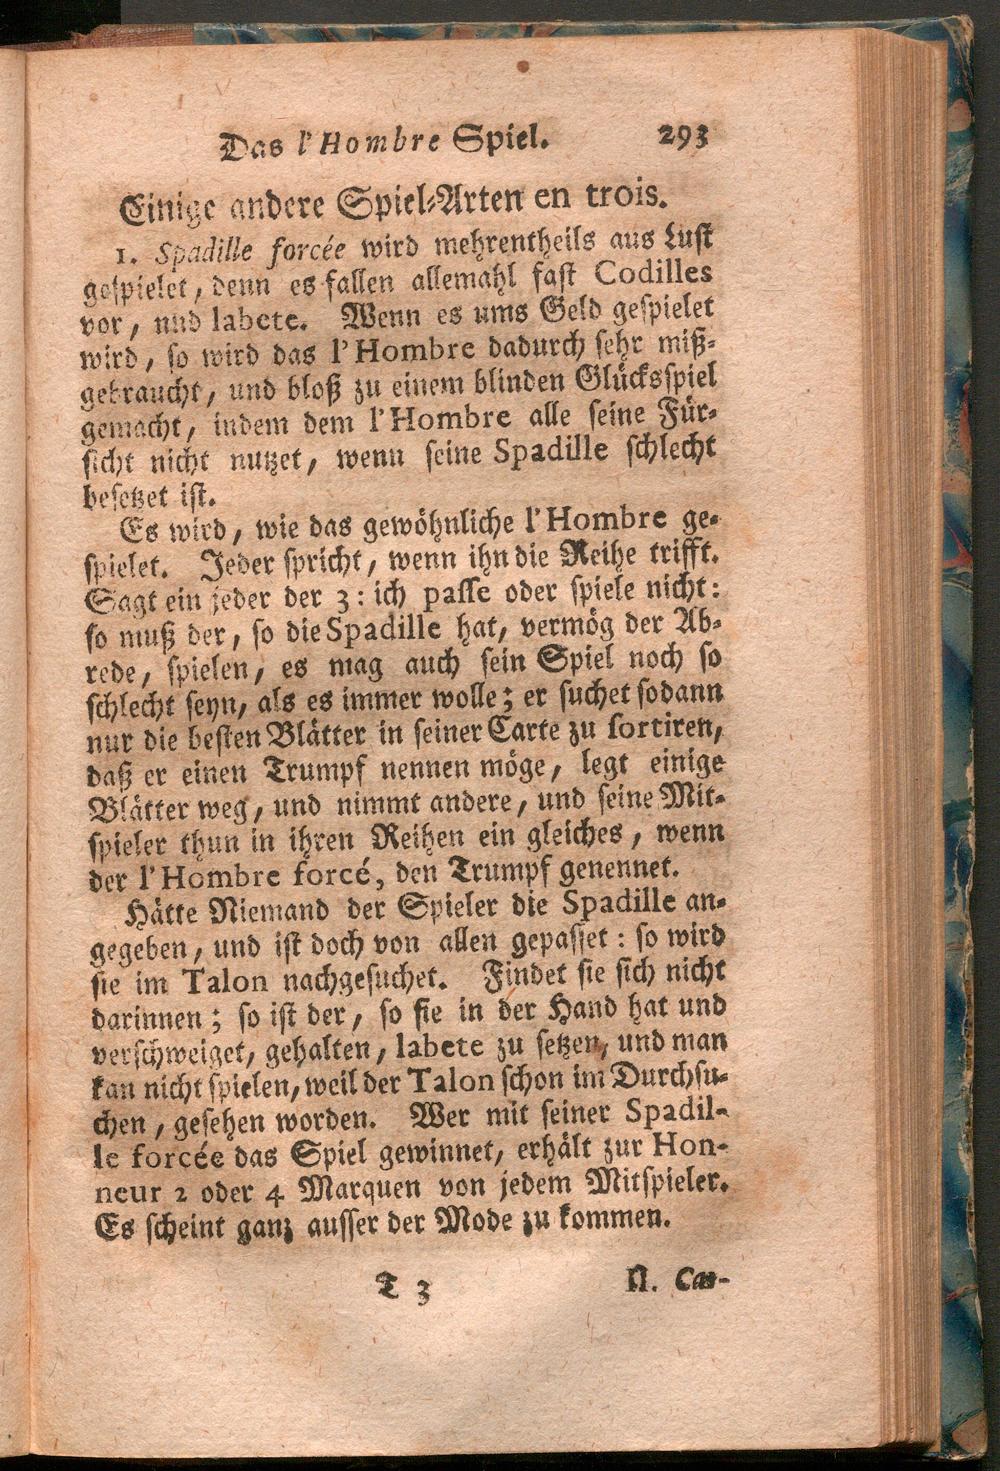 Das l'Hombre Spiel. 293
Einige andere Spiel-Arten en trois.
1. Spadille forcée wird mehrentheils aus Lust
gespielet, denn es fallen allemahl fast Codilles
vor, nnd labete. Wenn es ums Geld gespielet
wird, so wird das l'Hombre dadurch sehr miß-
gebraucht, und bloß zu einem blinden Glücksspiel
gemacht, indem dem l'Hombre alle seine Für-
sicht nicht nutzet, wenn seine Spadille schlecht
besetzet ist.
Es wird, wie das gewöhnliche l'Hombre ge-
spielet. Jeder spricht, wenn ihn die Reihe trifft.
Sagt ein jeder der 3: ich passe oder spiele nicht:
so muß der, so die Spadille hat, vermög der Ab-
rede, spielen, es mag auch sein Spiel noch so
schlecht seyn, als es immer wolle; er suchet sodann
nur die besten Blätter in seiner Carte zu sortiren,
daß er einen Trumpf nennen möge, legt einige
Blätter weg, und nimmt andere, und seine Mit-
spieler thun in ihren Reihen ein gleiches, wenn
der l'Hombre forcé, den Trumpf genennet.
Hätte Niemand der Spieler die Spadille an-
gegeben, und ist doch von allen gepasset: so wird
sie im Talon nachgesuchet. Findet sie sich nicht
darinnen; so ist der, so sie in der Hand hat und
verschweiget, gehalten, labete zu setzen, und man
kan nicht spielen, weil der Talon schon im Durchsu-
chen, gesehen worden. Wer mit seiner Spadil-
le forcée das Spiel gewinnet, erhält zur Hon-
neur 2 oder 4 Marquen von jedem Mitspieler.
Es scheint ganz ausser der Mode zu kommen.
T 3 II. Cas-